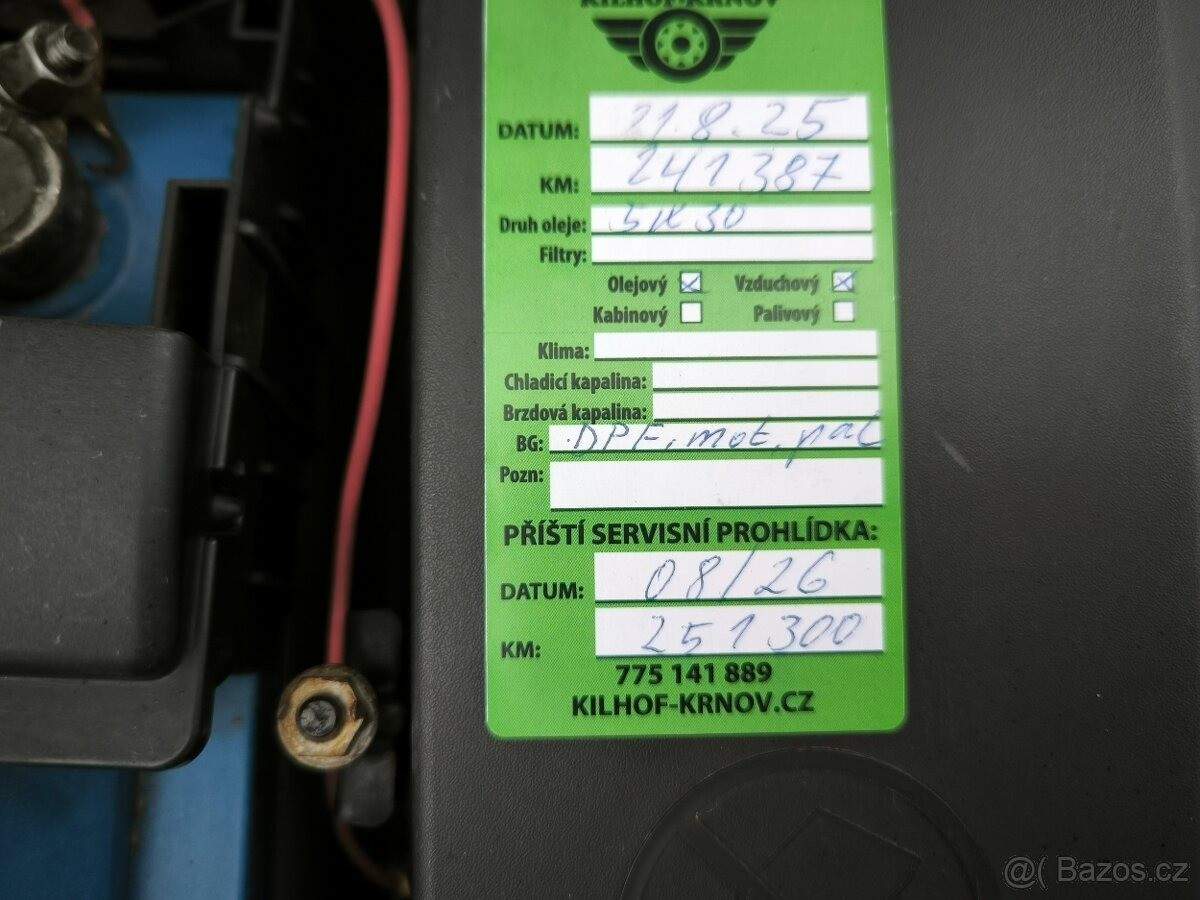 KILHOF-KRNOV
DATUM: 21.8.25
KM: 241387
Druh oleje: 5W30
Filtry:
Olejový Vzduchový
Kabinový Palivový
Klima:
Chladicí kapalina:
Brzdová kapalina:
BG: DPF, mot, pal
Pozn:
PŘÍŠTÍ SERVISNÍ PROHLÍDKA:
DATUM: 08/26
KM: 251300
775 141 889
KILHOF-KRNOV.CZ
@( Bazos.cz